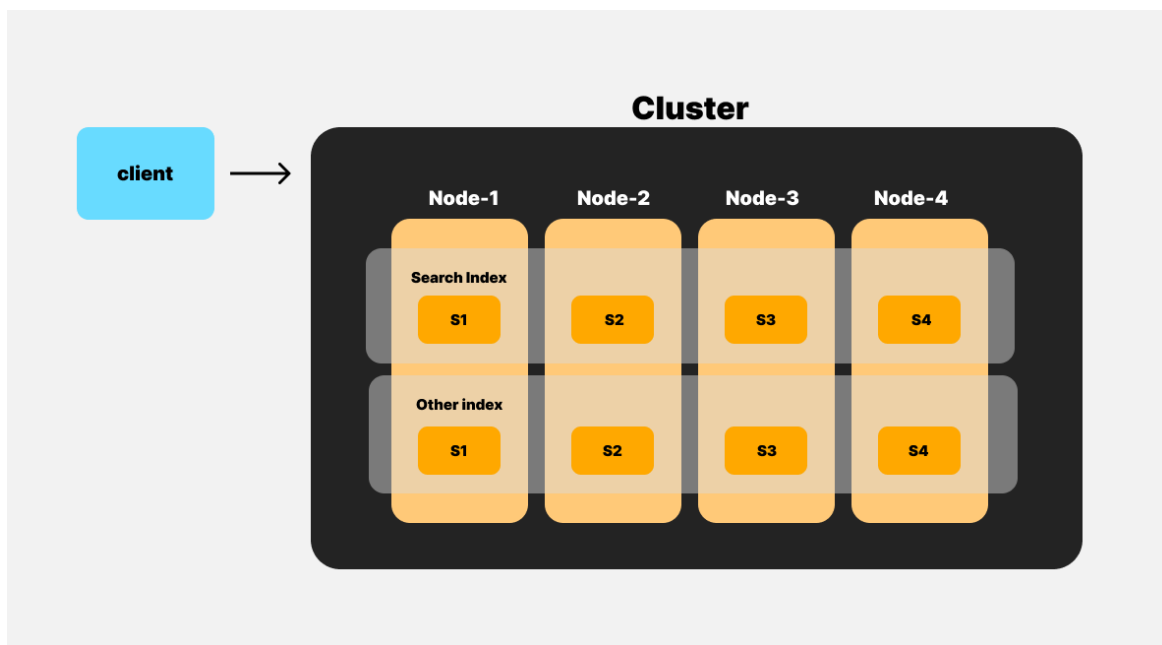 Cluster
client
Node-1 Node-2 Node-3 Node-4
Search Index
S1 S2 S3 S4
Other index
S1 S2 S3 S4